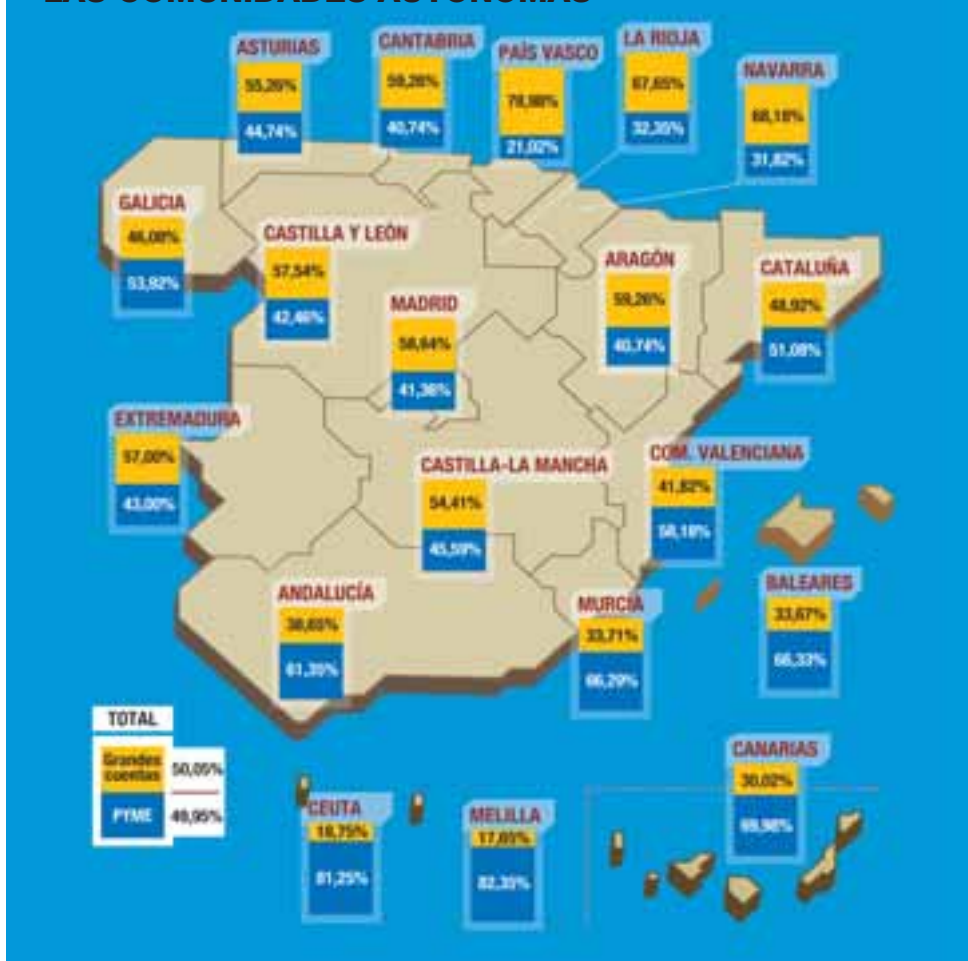 LAS COMUNIDADES AUTÓNOMAS
ASTURIAS
55,26%
44,74%
CANTABRIA
59,26%
40,74%
PAÍS VASCO
78,98%
21,02%
LA RIOJA
67,65%
32,35%
NAVARRA
68,18%
31,82%
GALICIA
46,08%
53,92%
CASTILLA Y LEÓN
57,54%
42,46%
MADRID
58,64%
41,36%
ARAGÓN
59,26%
40,74%
CATALUÑA
48,92%
51,08%
EXTREMADURA
57,00%
43,00%
CASTILLA-LA MANCHA
54,41%
45,59%
COM. VALENCIANA
41,82%
58,18%
ANDALUCÍA
38,65%
61,35%
MURCIA
33,71%
66,29%
BALEARES
33,67%
66,33%
TOTAL
Grandes
cuentas
50,05%
PYME
49,95%
CEUTA
18,75%
81,25%
MELILLA
17,65%
82,35%
CANARIAS
30,02%
69,98%